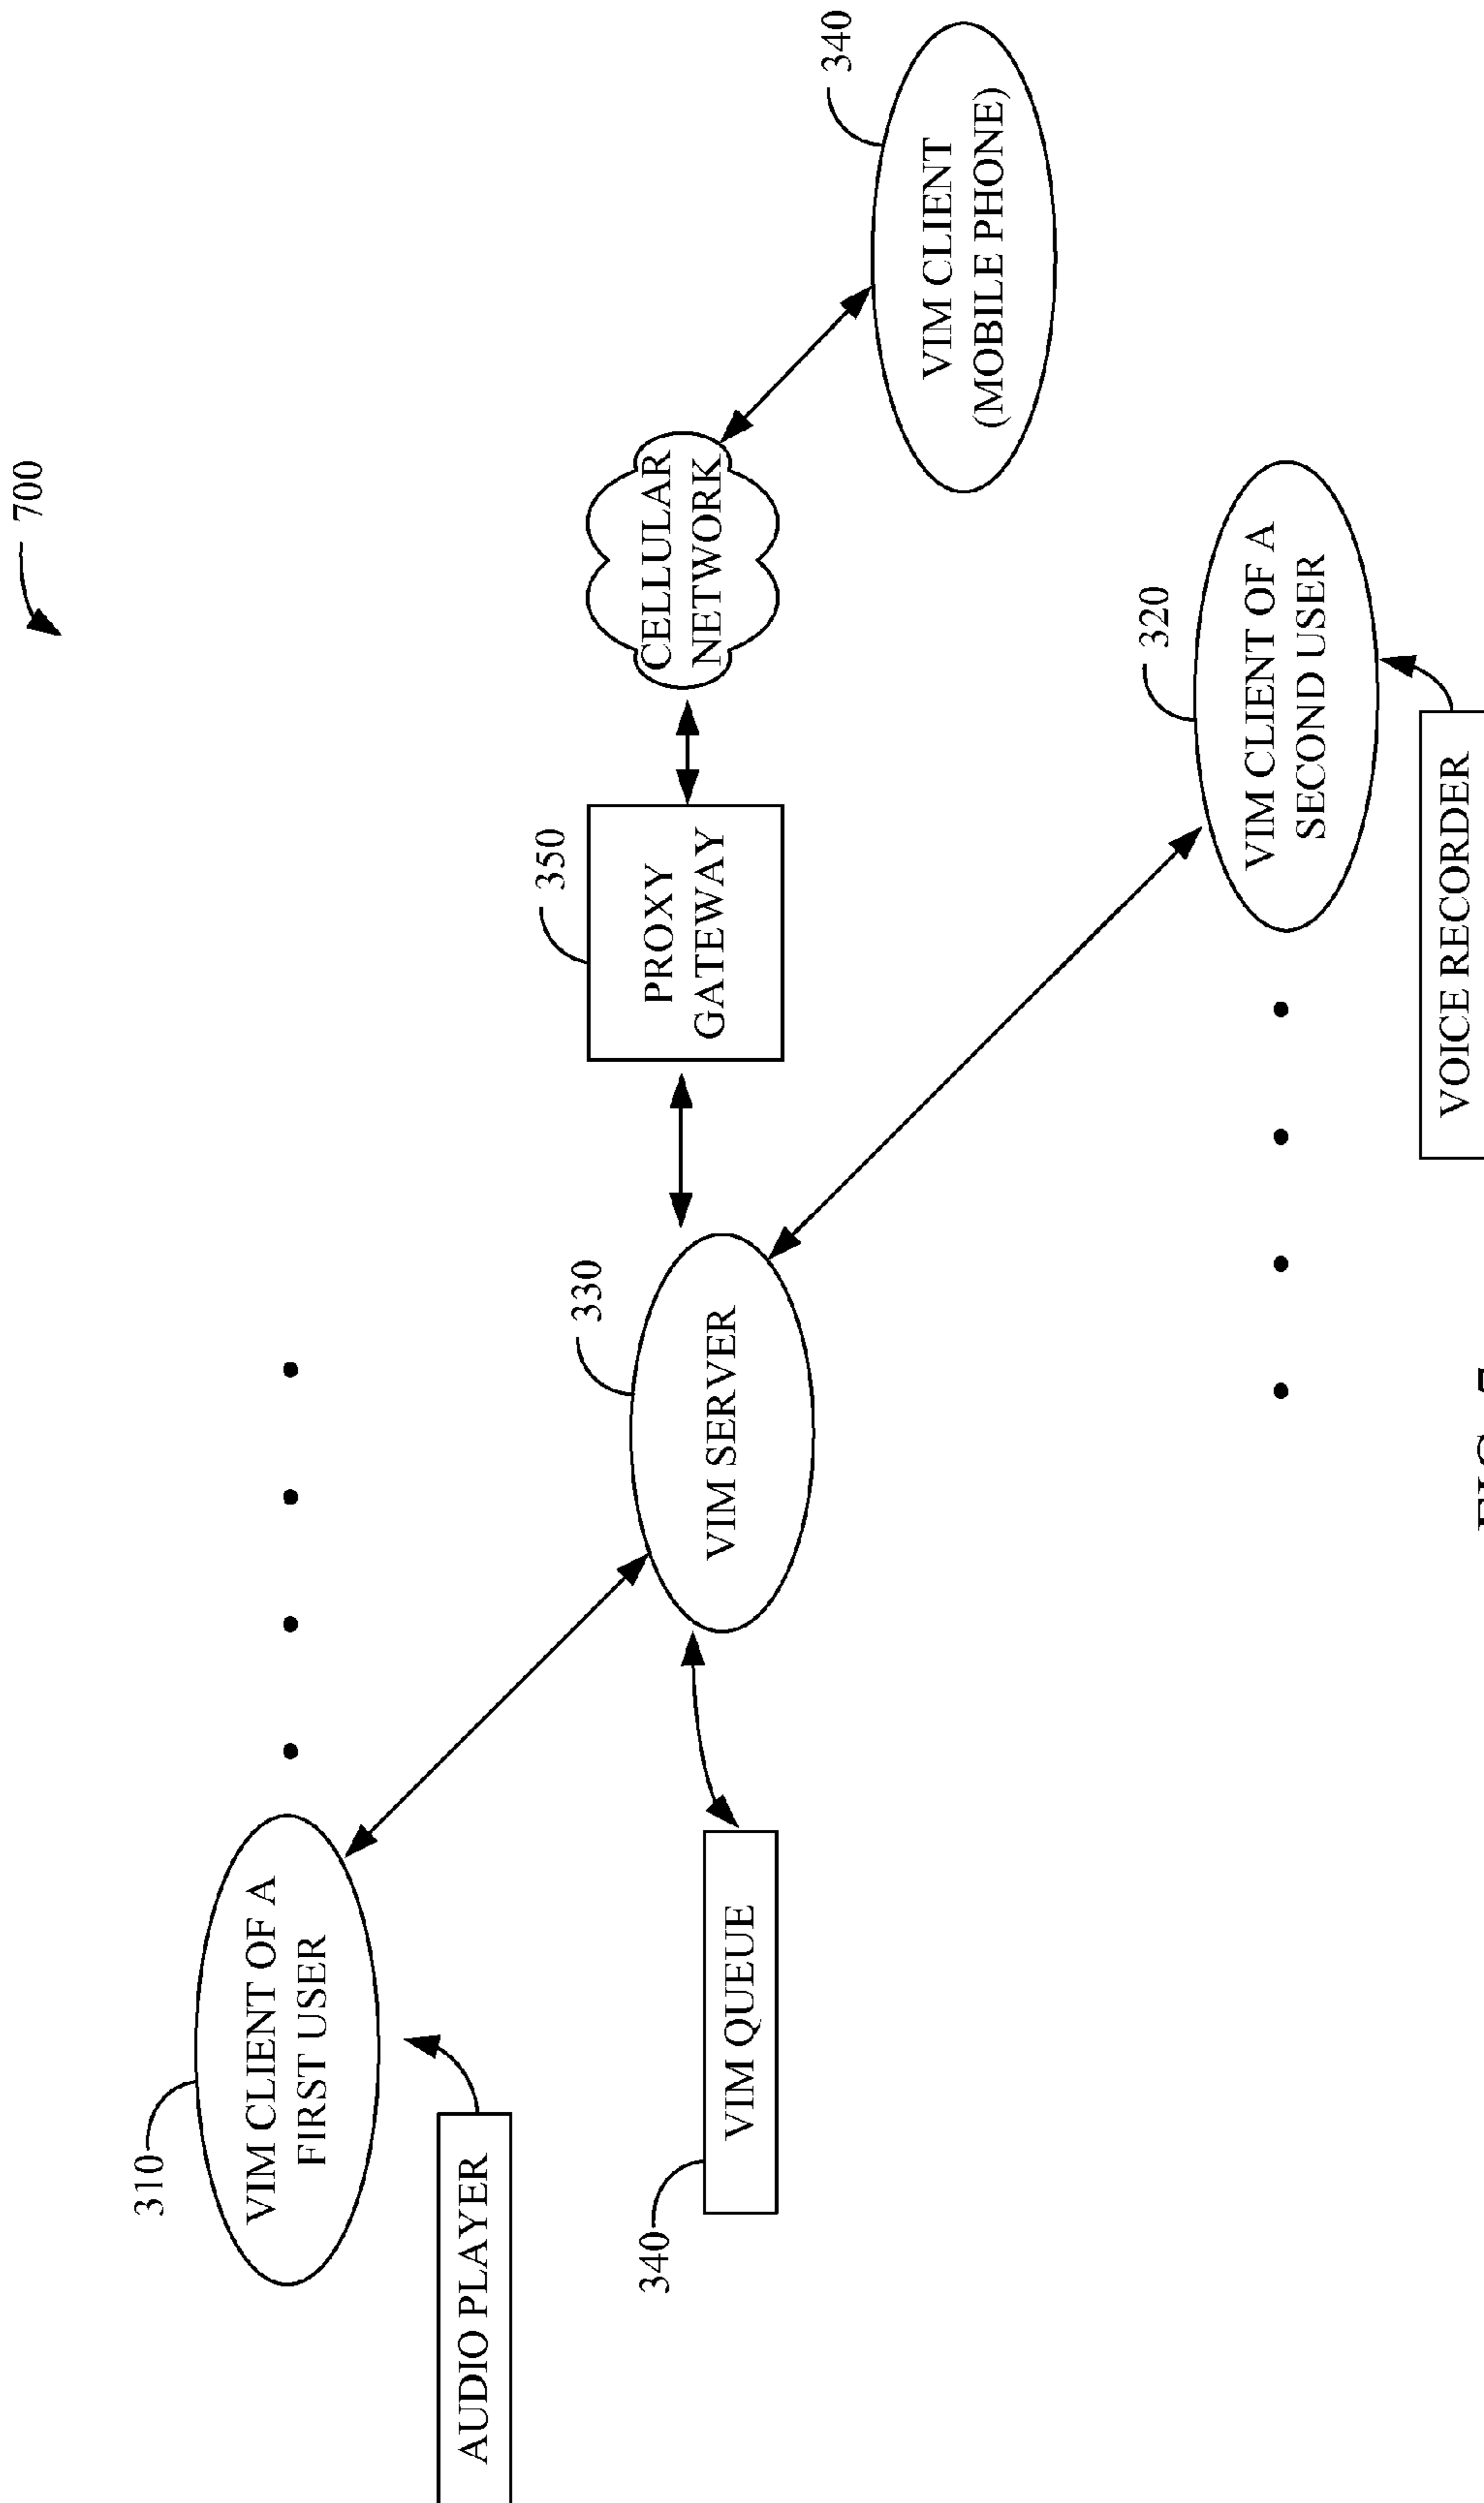 700
310
VIM CLIENT OF A
FIRST USER
AUDIO PLAYER
340
VIM QUEUE
330
VIM SERVER
350
PROXY
GATEWAY
CELLULAR
NETWORK
340
VIM CLIENT
(MOBILE PHONE)
320
VIM CLIENT OF A
SECOND USER
VOICE RECORDER